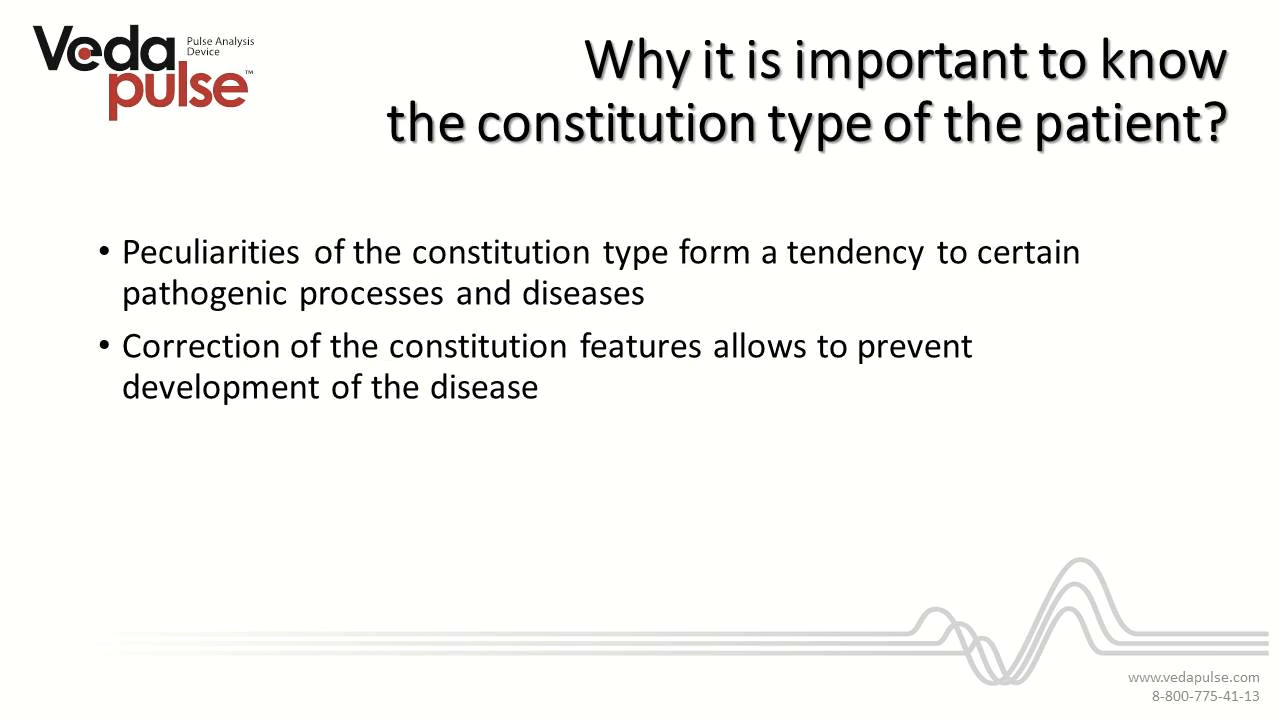 Veda
pulse™
Pulse Analysis
Device
Why it is important to know
the constitution type of the patient?
• Peculiarities of the constitution type form a tendency to certain
pathogenic processes and diseases
• Correction of the constitution features allows to prevent
development of the disease
www.vedapulse.com
8-800-775-41-13